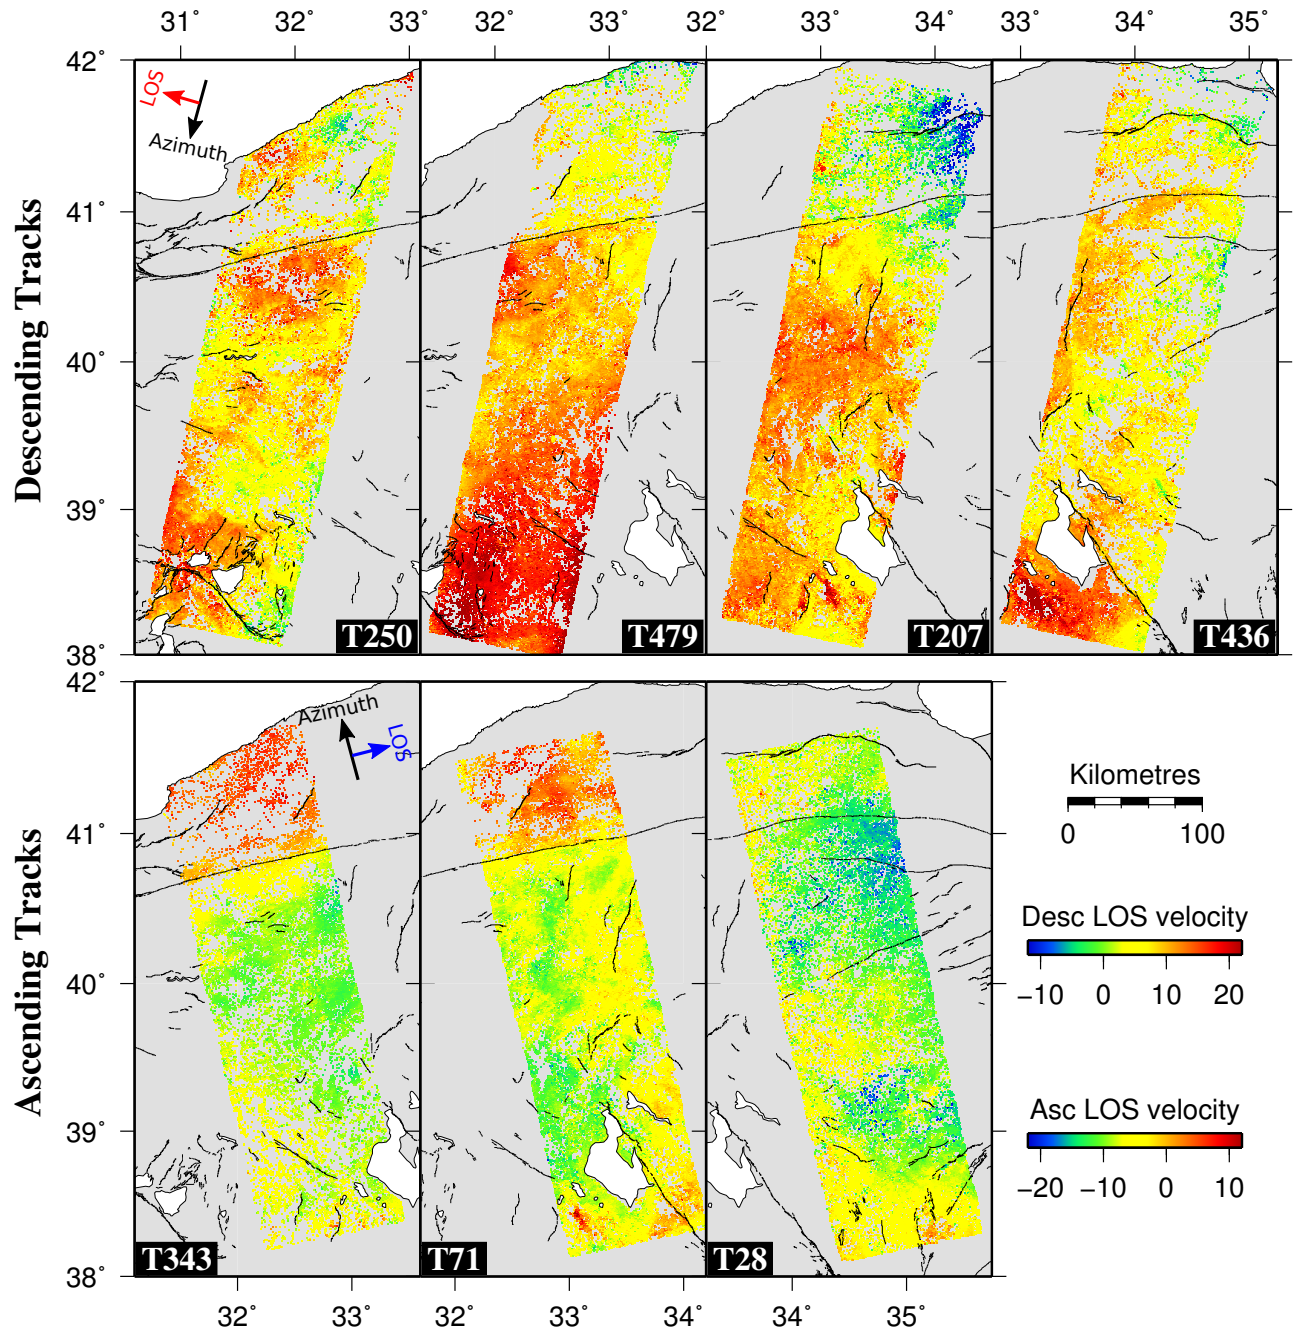 31° 32° 33° 32° 33° 32° 33° 34° 33° 34° 35°
42°
41°
40°
39°
38°
Descending Tracks
LOS
Azimuth
T250
T479
T207
T436
42°
41°
40°
39°
38°
Ascending Tracks
Azimuth
LOS
T343
T71
T28
32° 33° 32° 33° 34° 34° 35°
Kilometres
0 100
Desc LOS velocity
−10 0 10 20
Asc LOS velocity
−20 −10 0 10